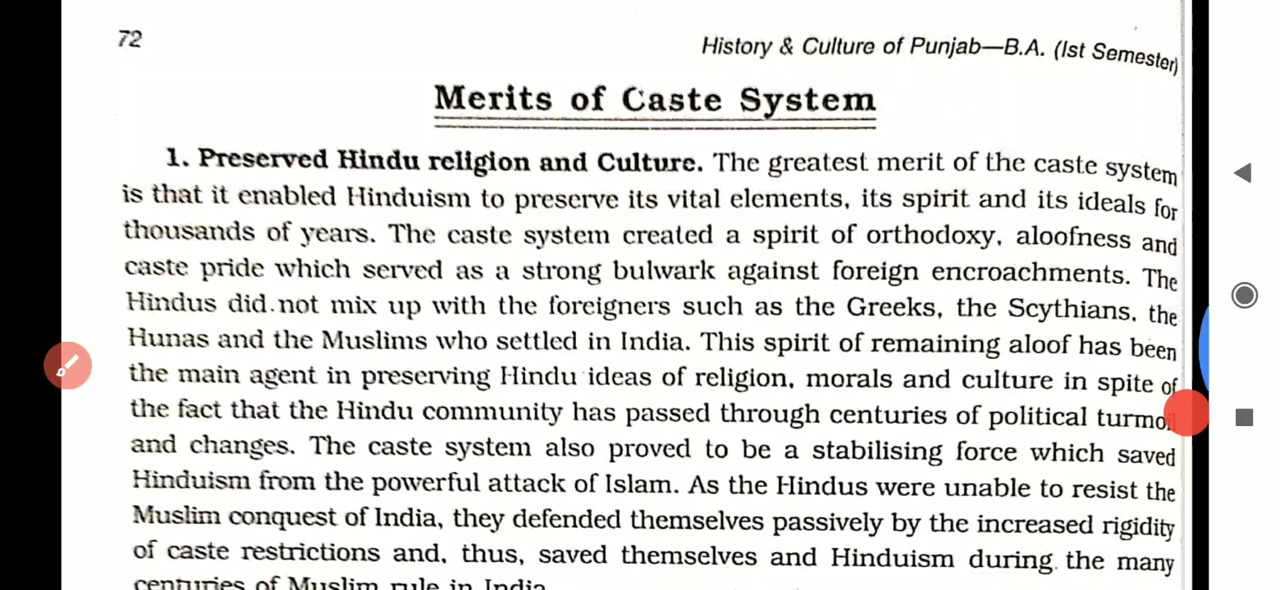 72
History & Culture of Punjab—B.A. (Ist Semester)
Merits of Caste System
1. Preserved Hindu religion and Culture. The greatest merit of the caste system
is that it enabled Hinduism to preserve its vital elements, its spirit and its ideals for
thousands of years. The caste system created a spirit of orthodoxy, aloofness and
caste pride which served as a strong bulwark against foreign encroachments. The
Hindus did not mix up with the foreigners such as the Greeks, the Scythians, the
Hunas and the Muslims who settled in India. This spirit of remaining aloof has been
the main agent in preserving Hindu ideas of religion, morals and culture in spite of
the fact that the Hindu community has passed through centuries of political turmoil
and changes. The caste system also proved to be a stabilising force which saved
Hinduism from the powerful attack of Islam. As the Hindus were unable to resist the
Muslim conquest of India, they defended themselves passively by the increased rigidity
of caste restrictions and, thus, saved themselves and Hinduism during the many
centuries of Muslim rule in India